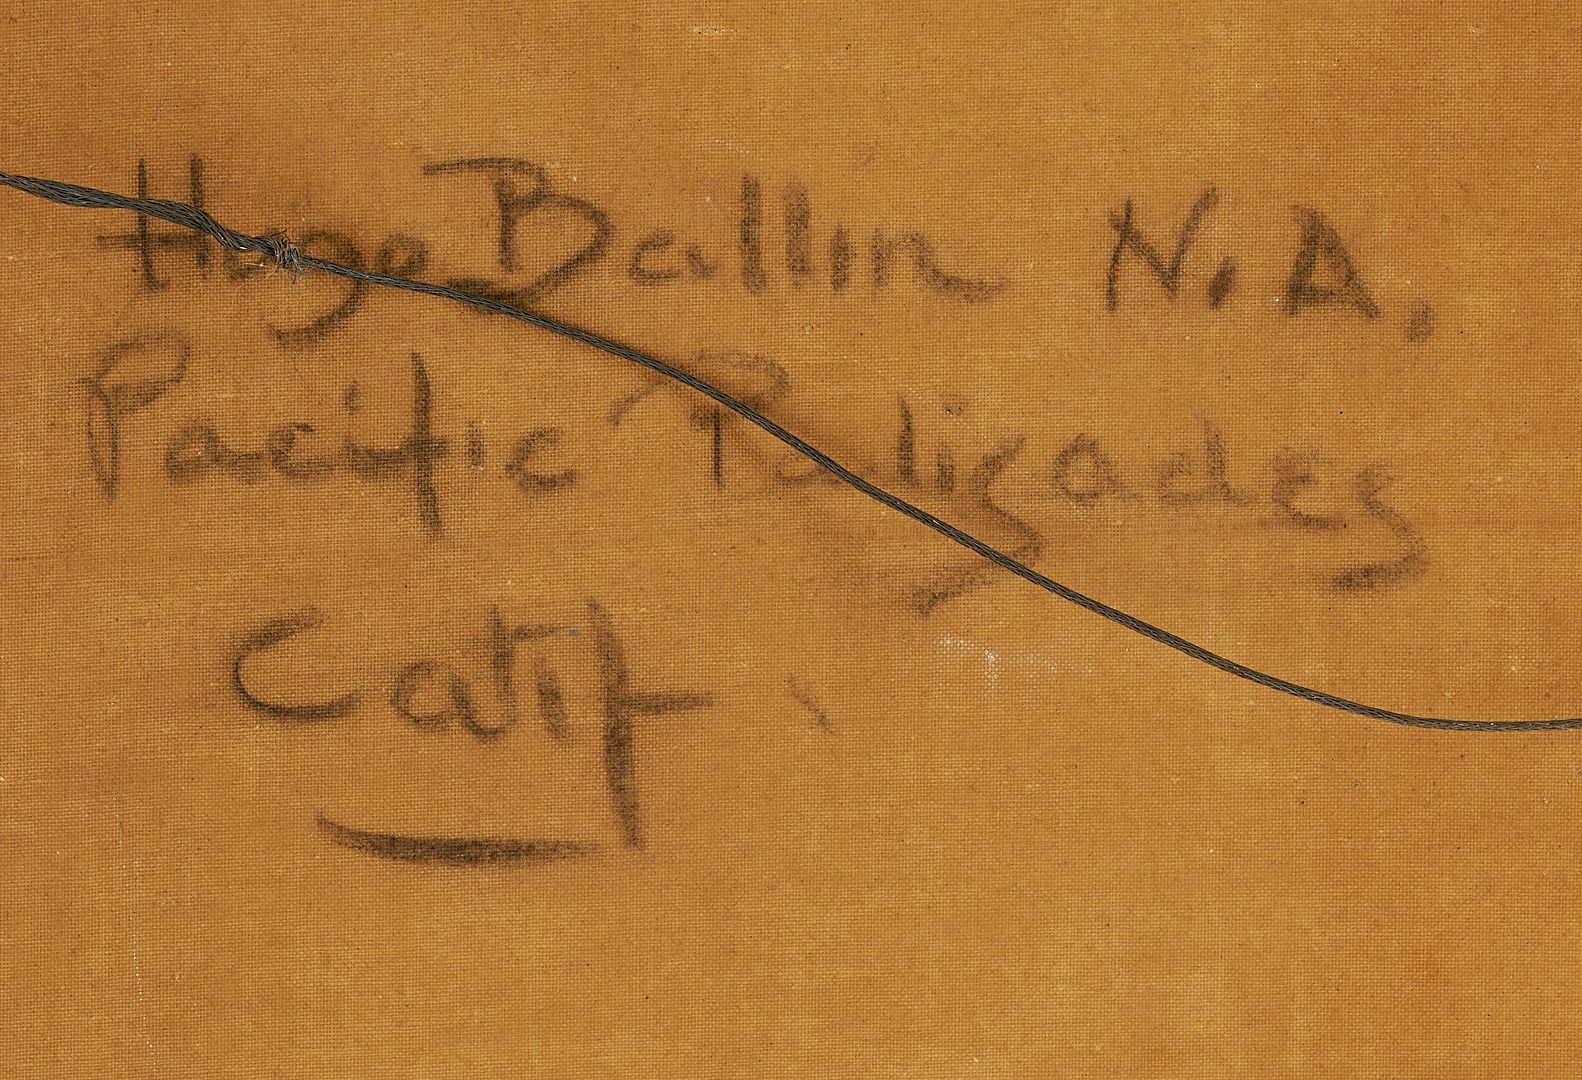 Hugo Ballin N.A.
Pacific Palisades
Calif